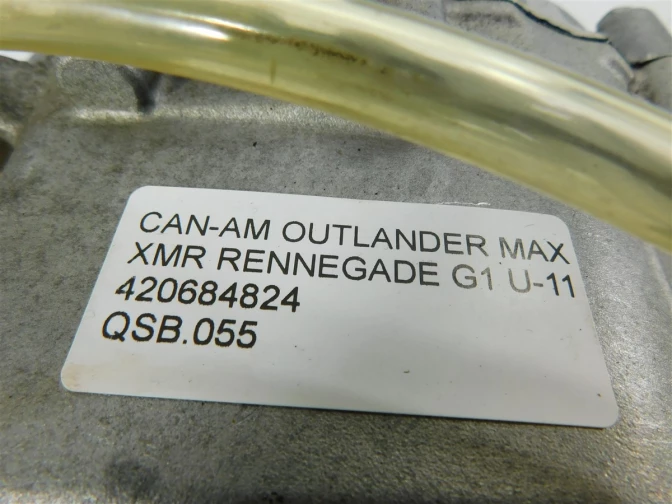 CAN-AM OUTLANDER MAX
XMR RENNEGADE G1 U-11
420684824
QSB.055